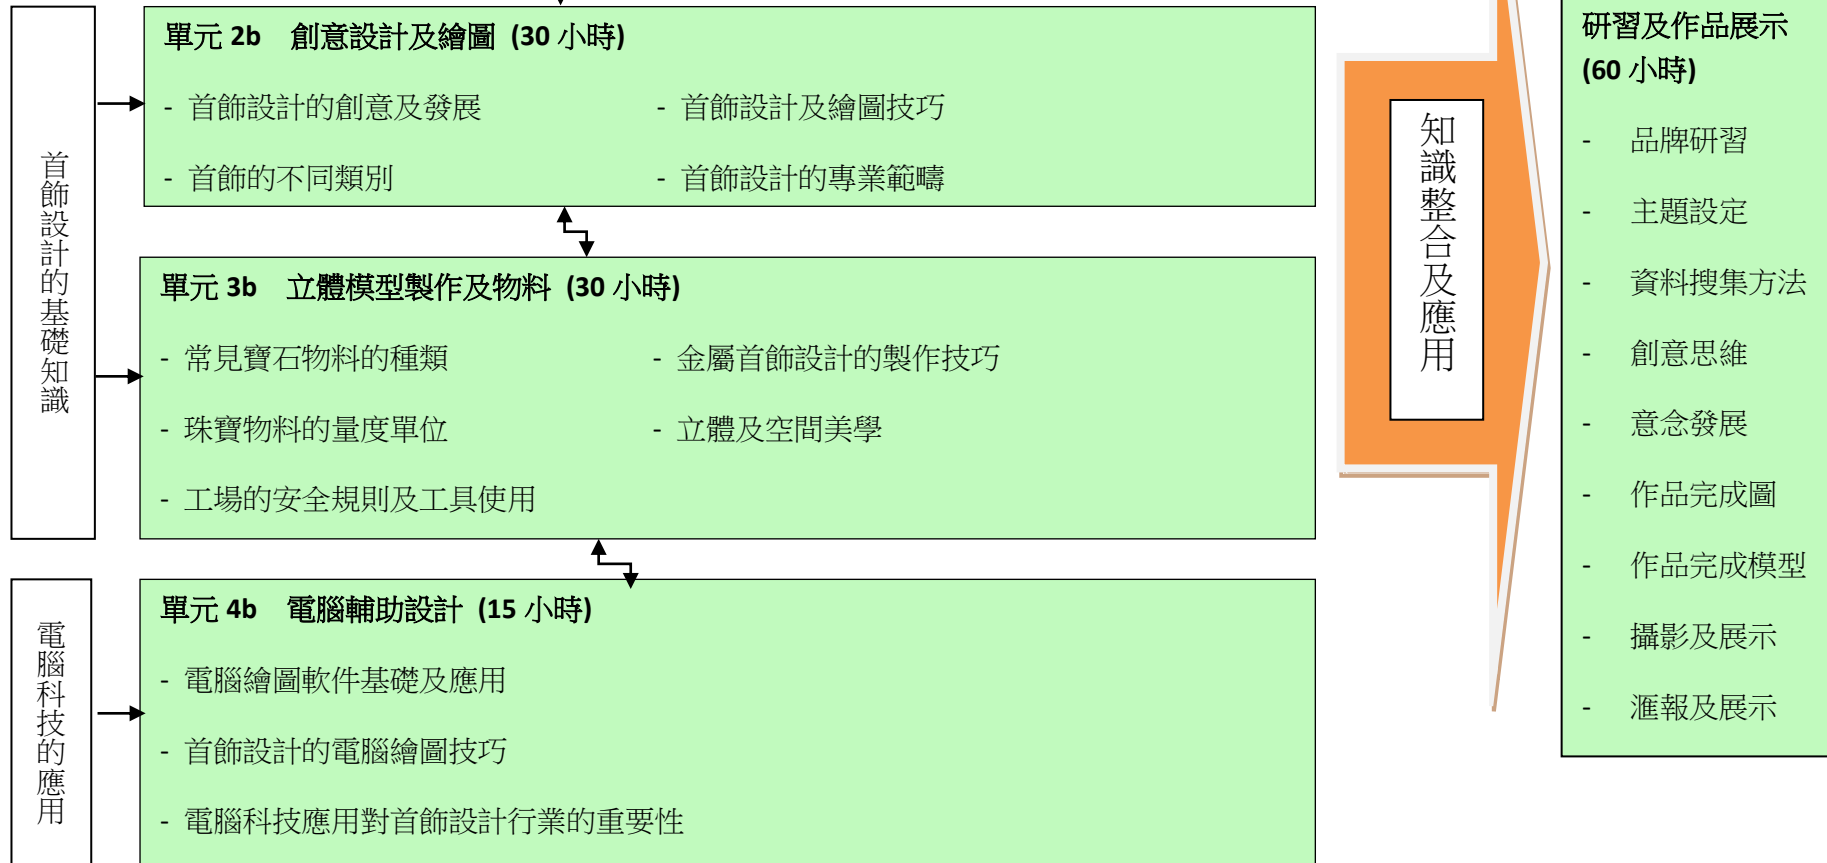 首飾設計的基礎知識
單元 2b 創意設計及繪圖 (30 小時)
- 首飾設計的創意及發展 - 首飾設計及繪圖技巧
- 首飾的不同類別 - 首飾設計的專業範疇
單元 3b 立體模型製作及物料 (30 小時)
- 常見寶石物料的種類 - 金屬首飾設計的製作技巧
- 珠寶物料的量度單位 - 立體及空間美學
- 工場的安全規則及工具使用
電腦科技的應用
單元 4b 電腦輔助設計 (15 小時)
- 電腦繪圖軟件基礎及應用
- 首飾設計的電腦繪圖技巧
- 電腦科技應用對首飾設計行業的重要性
知識整合及應用
研習及作品展示
(60 小時)
- 品牌研習
- 主題設定
- 資料搜集方法
- 創意思維
- 意念發展
- 作品完成圖
- 作品完成模型
- 攝影及展示
- 滙報及展示